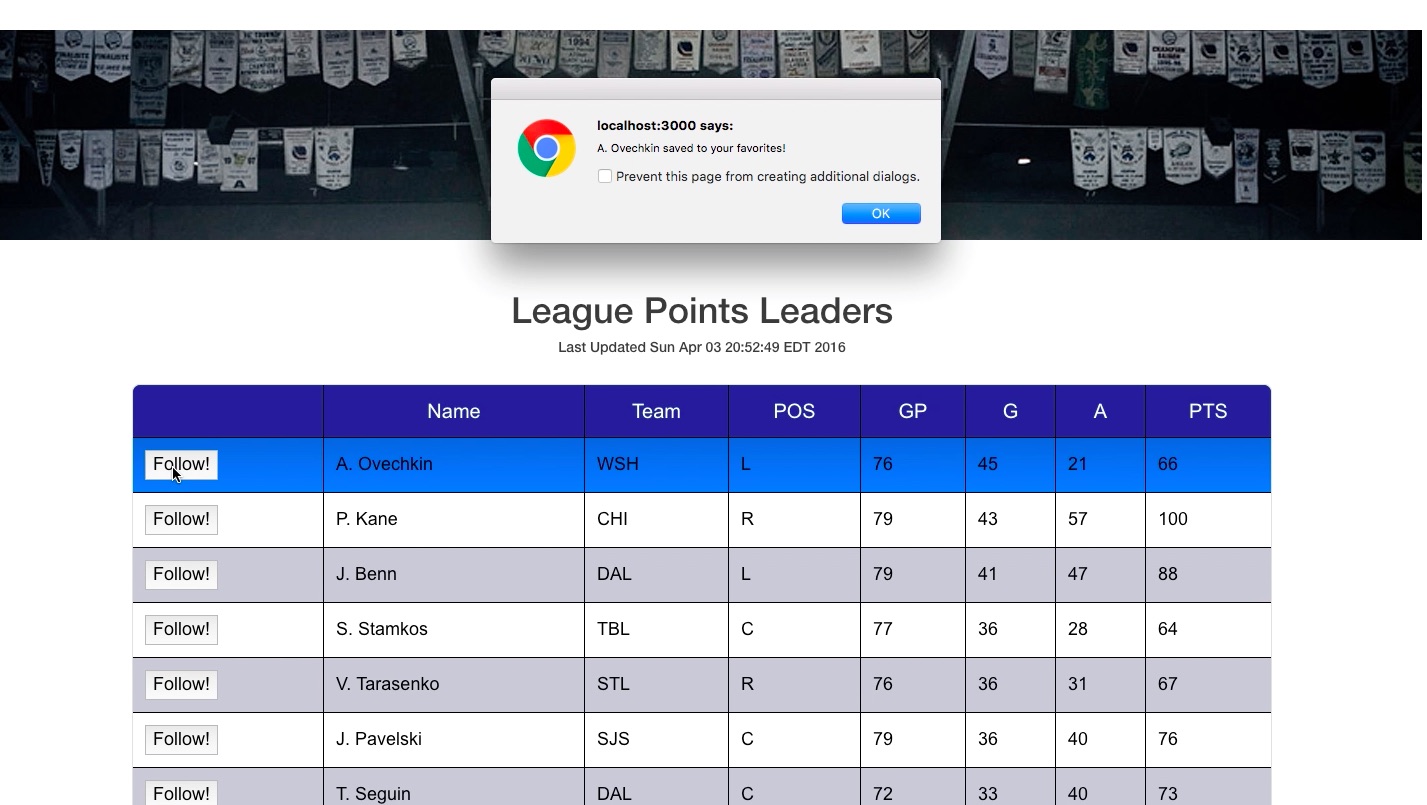 FINALISTE
FINALISTE
1994
CHAMPION
localhost:3000 says:
A. Ovechkin saved to your favorites!
Prevent this page from creating additional dialogs.
OK
League Points Leaders
Last Updated Sun Apr 03 20:52:49 EDT 2016
Name Team POS GP G A PTS
Follow! A. Ovechkin WSH L 76 45 21 66
Follow! P. Kane CHI R 79 43 57 100
Follow! J. Benn DAL L 79 41 47 88
Follow! S. Stamkos TBL C 77 36 28 64
Follow! V. Tarasenko STL R 76 36 31 67
Follow! J. Pavelski SJS C 79 36 40 76
Follow! T. Seguin DAL C 72 33 40 73